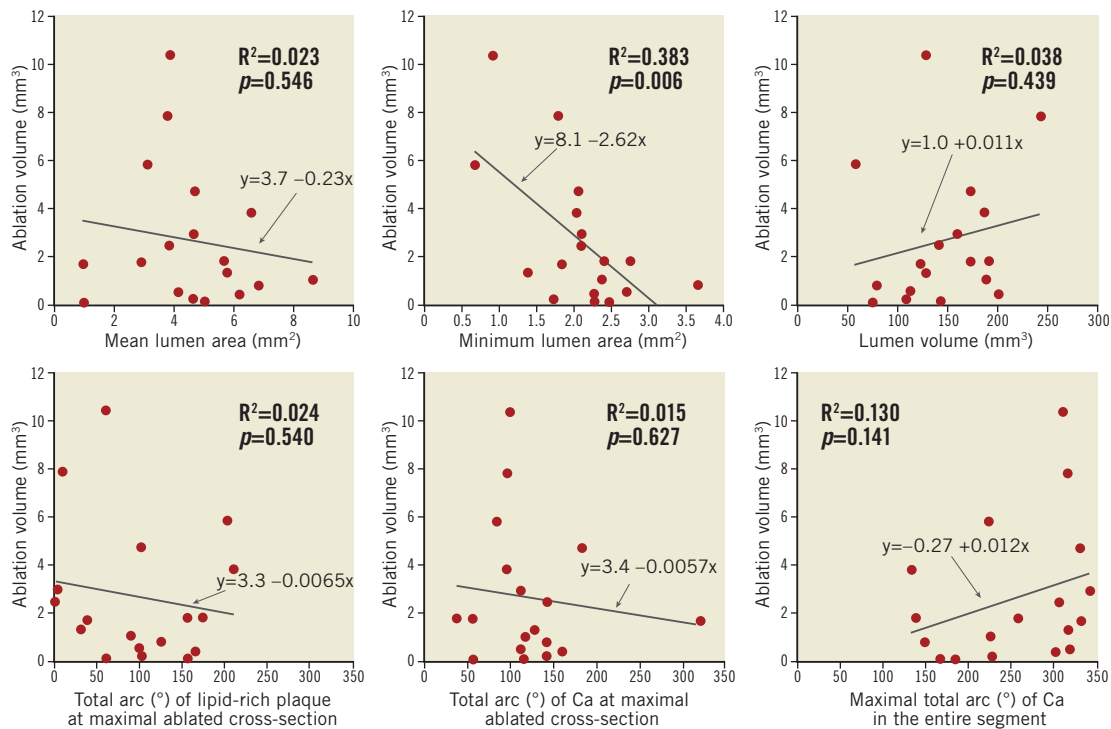 12
10
8
6
4
2
0
Ablation volume (mm³)
R²=0.023
p=0.546
y=3.7 –0.23x
0 2 4 6 8 10
Mean lumen area (mm²)
12
10
8
6
4
2
0
Ablation volume (mm³)
R²=0.383
p=0.006
y=8.1 –2.62x
0 0.5 1.0 1.5 2.0 2.5 3.0 3.5 4.0
Minimum lumen area (mm²)
12
10
8
6
4
2
0
Ablation volume (mm³)
R²=0.038
p=0.439
y=1.0 +0.011x
0 50 100 150 200 250 300
Lumen volume (mm³)
12
10
8
6
4
2
0
Ablation volume (mm³)
R²=0.024
p=0.540
y=3.3 –0.0065x
0 50 100 150 200 250 300 350
Total arc (°) of lipid-rich plaque
at maximal ablated cross-section
12
10
8
6
4
2
0
Ablation volume (mm³)
R²=0.015
p=0.627
y=3.4 –0.0057x
0 50 100 150 200 250 300 350
Total arc (°) of Ca at maximal
ablated cross-section
12
10
8
6
4
2
0
Ablation volume (mm³)
R²=0.130
p=0.141
y=–0.27 +0.012x
0 50 100 150 200 250 300 350
Maximal total arc (°) of Ca
in the entire segment